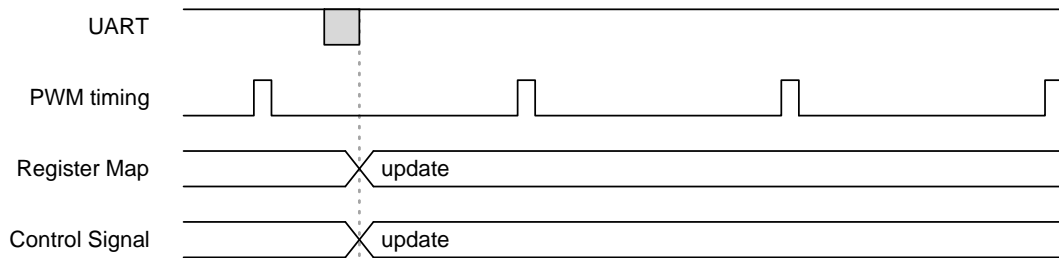 UART
PWM timing
Register Map
update
Control Signal
update